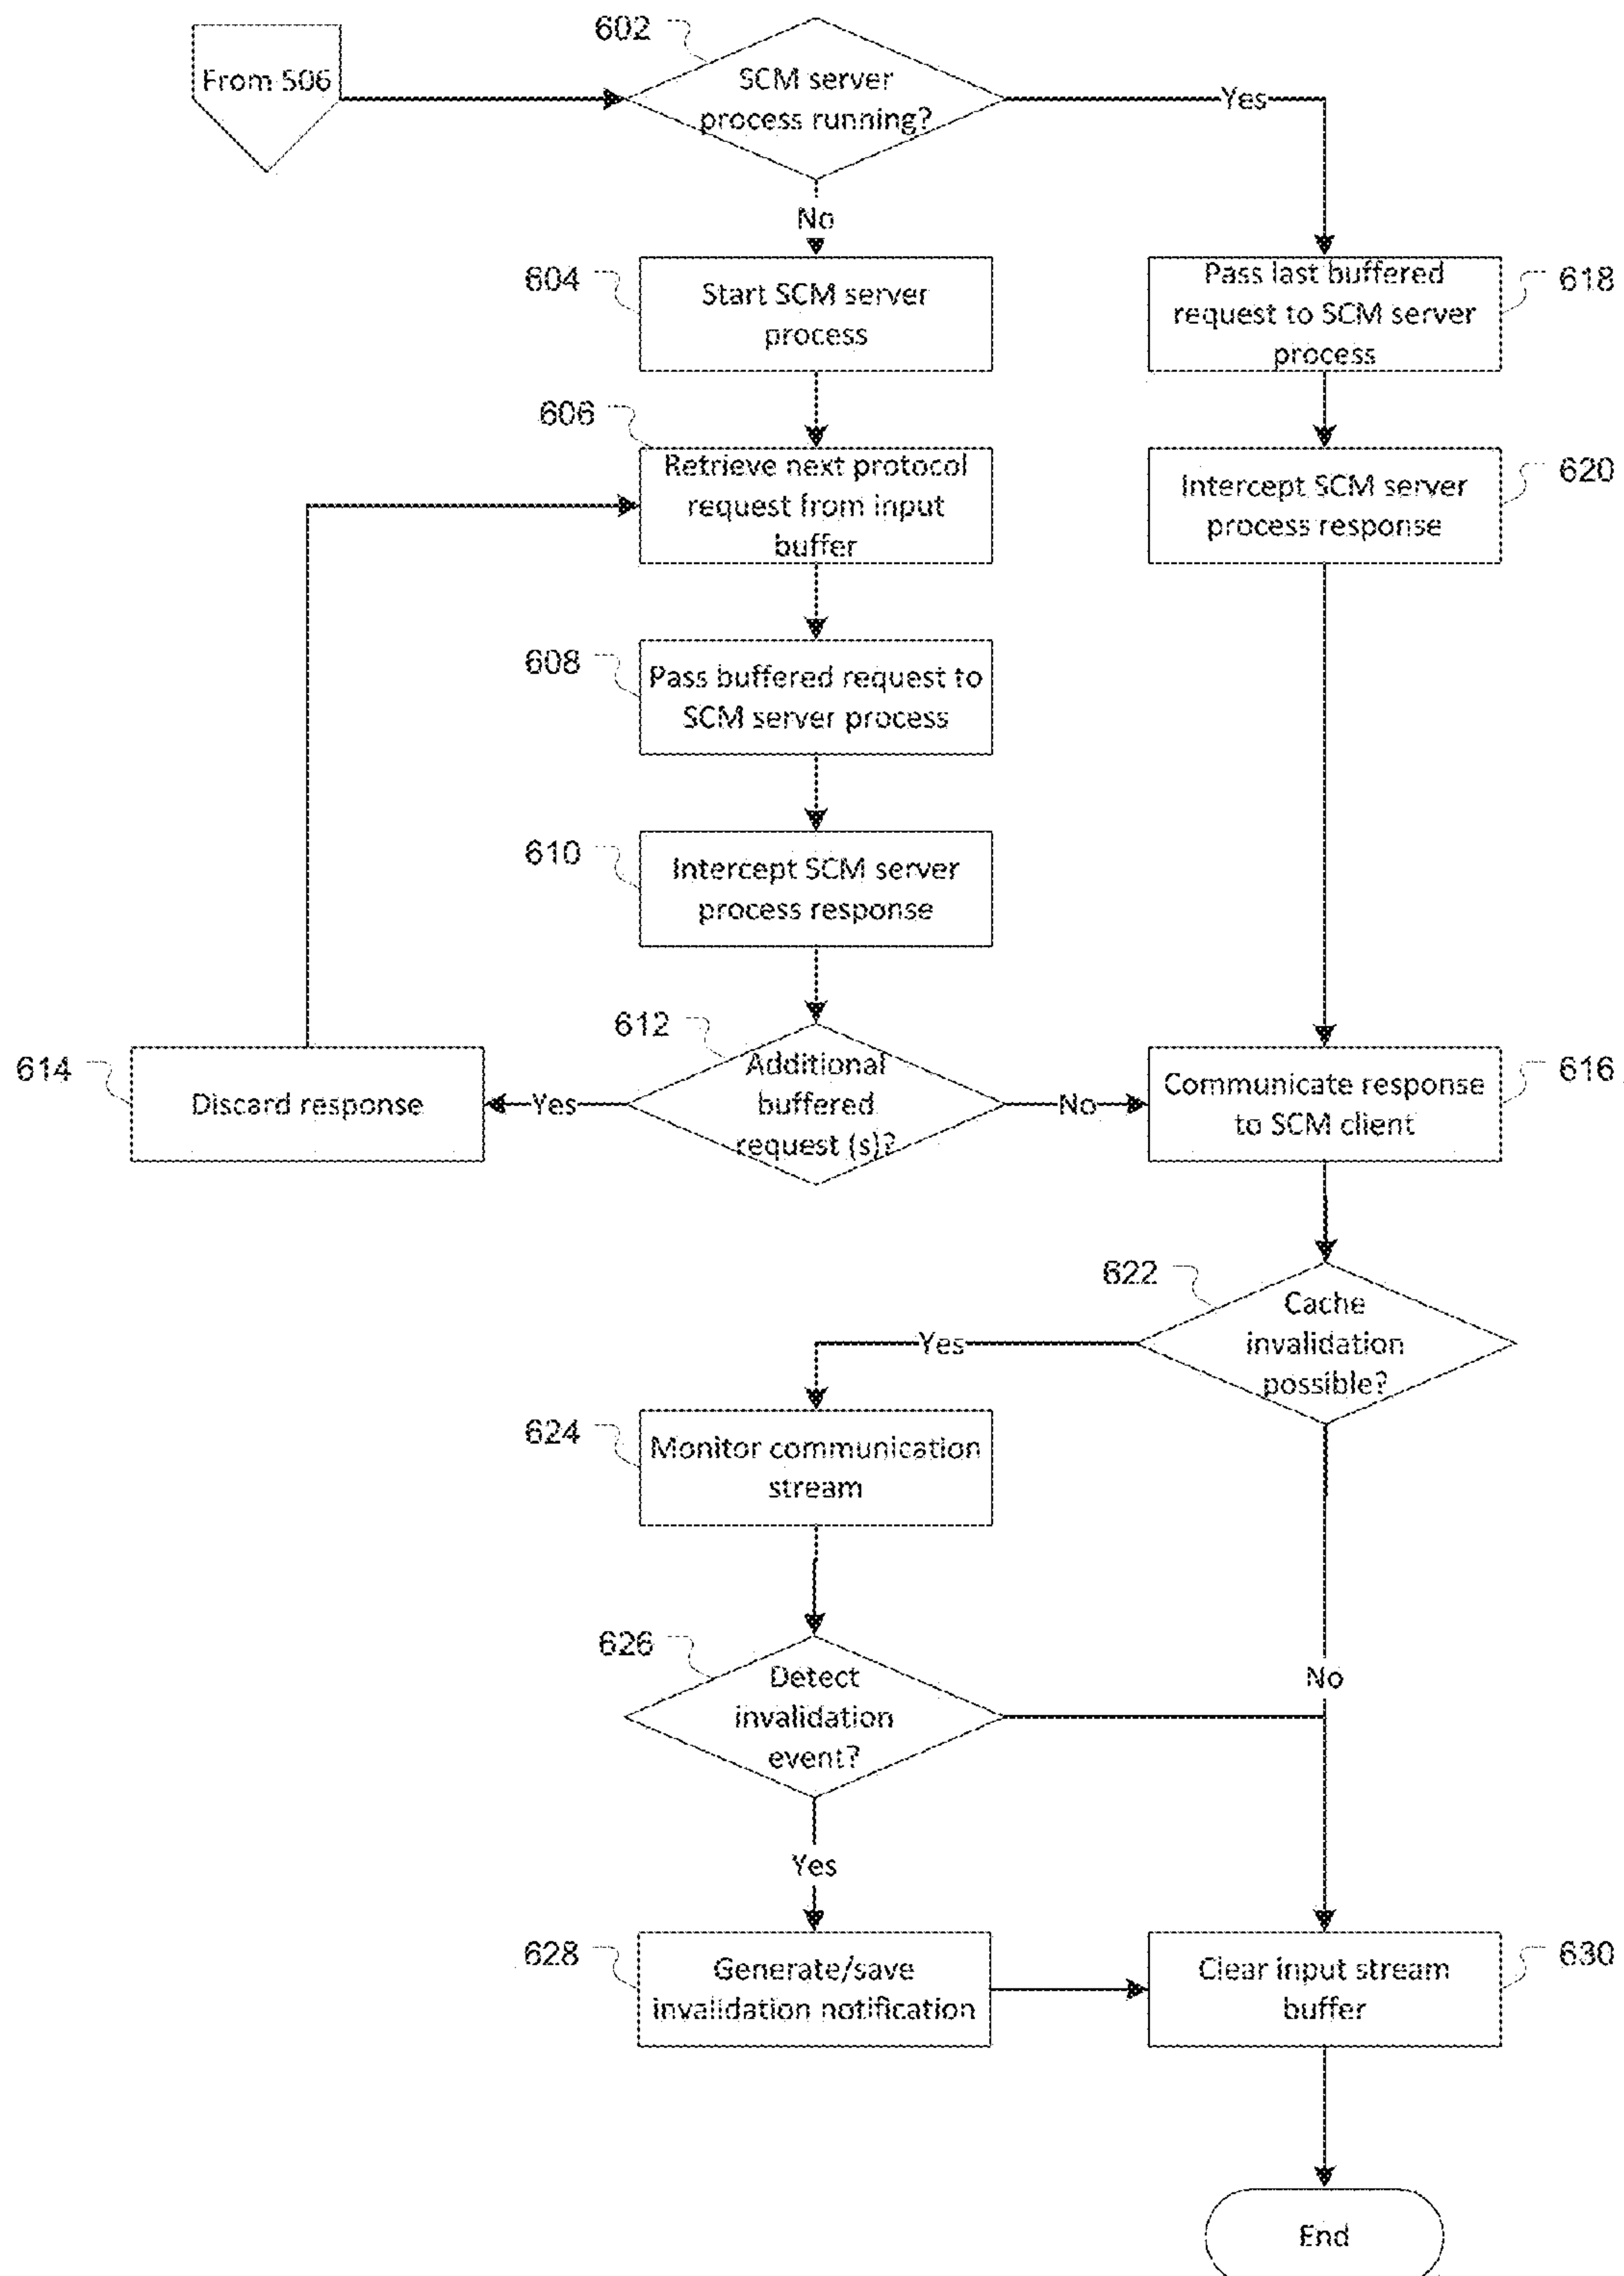 602
From 506
SCM server
process running?
Yes
No
604
Start SCM server
process
Pass last buffered
request to SCM server
process
618
606
Retrieve next protocol
request from input
buffer
Intercept SCM server
process response
620
608
Pass buffered request to
SCM server process
610
Intercept SCM server
process response
612
614
Discard response
Yes
Additional
buffered
request (s)?
No
Communicate response
to SCM client
616
622
Cache
invalidation
possible?
Yes
624
Monitor communication
stream
626
Detect
invalidation
event?
No
Yes
628
Generate/save
invalidation notification
Clear input stream
buffer
630
End